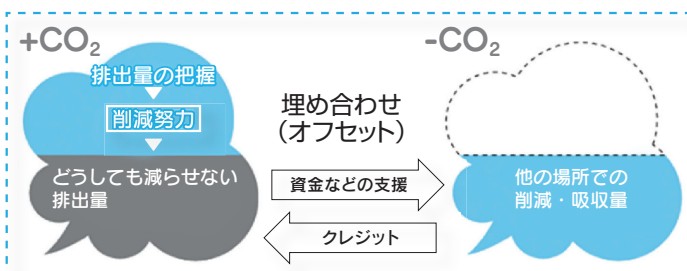 +CO₂
排出量の把握
削減努力
どうしても減らせない
排出量
埋め合わせ
（オフセット）
資金などの支援
クレジット
-CO₂
他の場所での
削減・吸収量